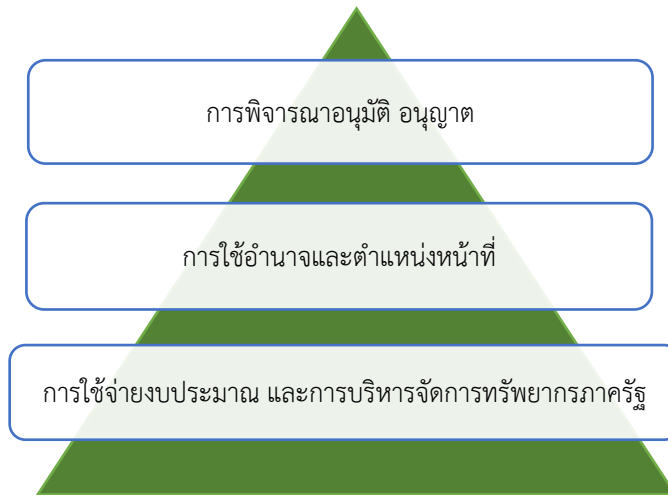 การพิจารณาอนุมัติ อนุญาต
การใช้อำนาจและตำแหน่งหน้าที่
การใช้จ่ายงบประมาณ และการบริหารจัดการทรัพยากรภาครัฐ